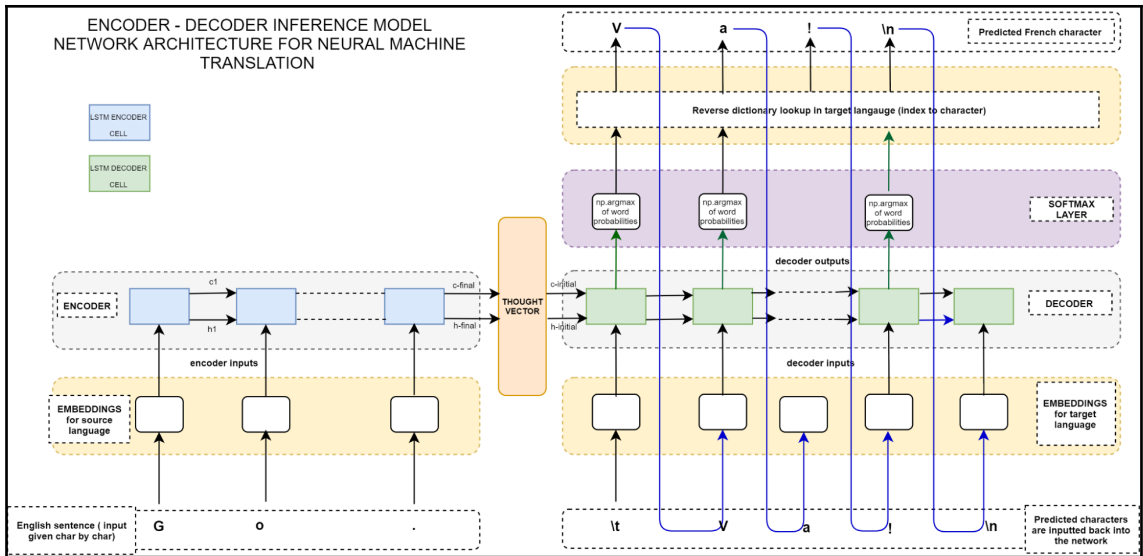 ENCODER - DECODER INFERENCE MODEL
NETWORK ARCHITECTURE FOR NEURAL MACHINE
TRANSLATION
V a ! \n
Predicted French character
Reverse dictionary lookup in target langauge (index to character)
LSTM ENCODER
CELL
LSTM DECODER
CELL
np.argmax
of word
probabilities
np.argmax
of word
probabilities
np.argmax
of word
probabilities
SOFTMAX
LAYER
decoder outputs
ENCODER
c1
h1
c-final
h-final
THOUGHT
VECTOR
c-initial
h-initial
DECODER
encoder inputs
decoder inputs
EMBEDDINGS
for source
language
EMBEDDINGS
for target
language
English sentence ( input
given char by char)
G o .
\t V a ! \n
Predicted characters
are inputted back into
the network